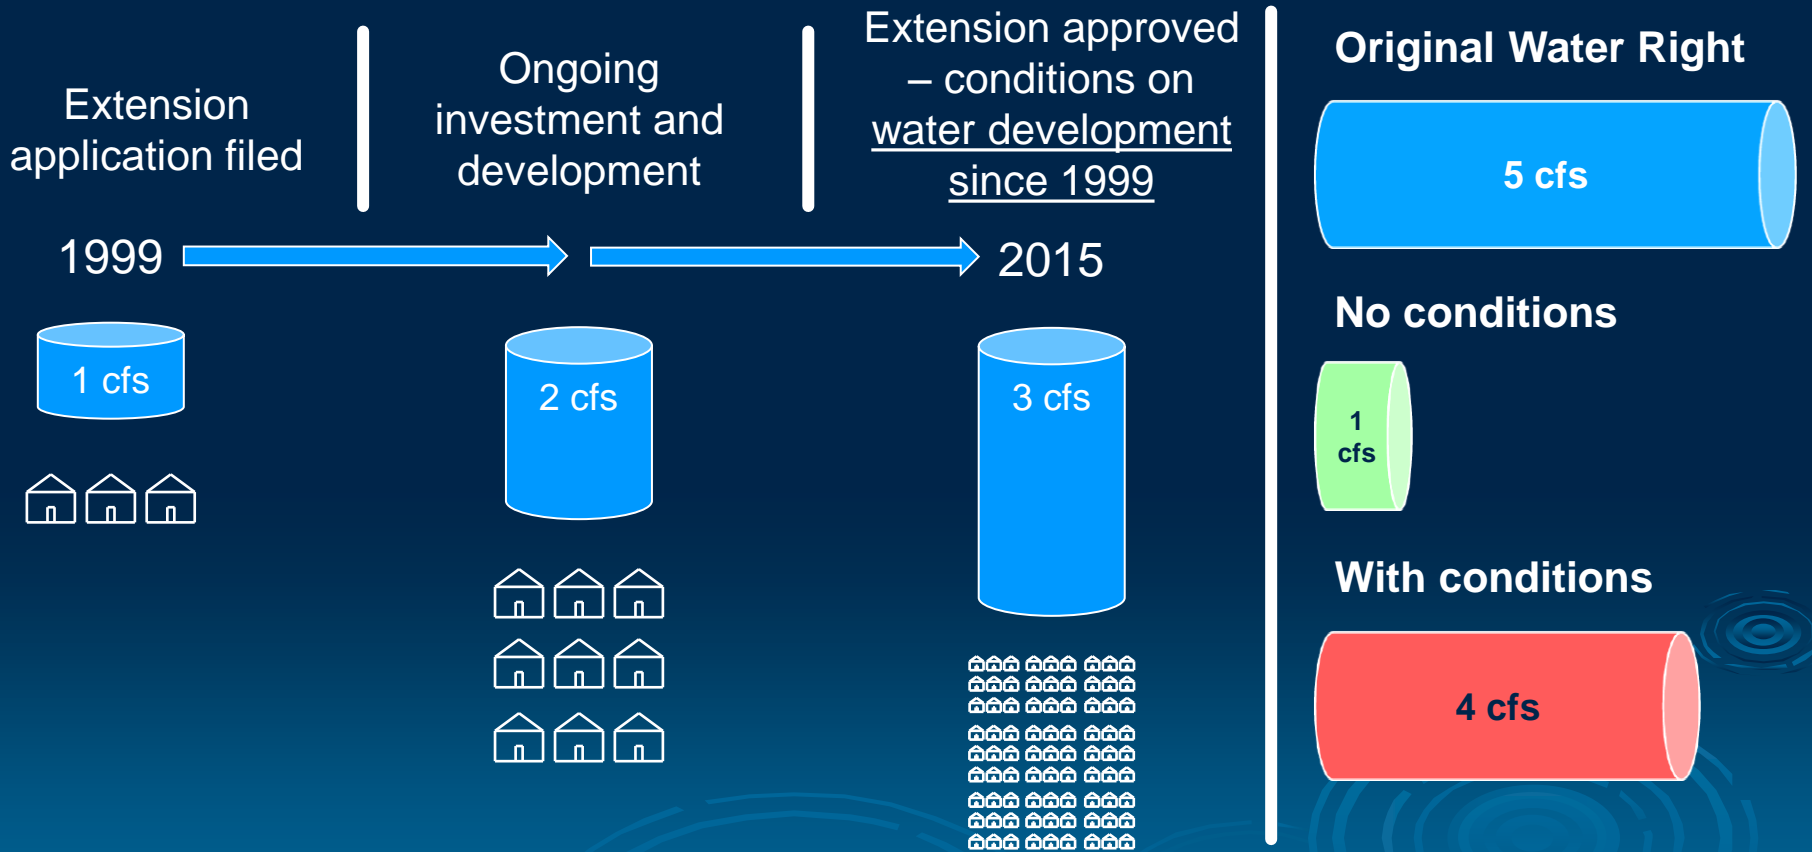 Extension
application filed
Ongoing
investment and
development
Extension approved
– conditions on
water development
since 1999
1999
2015
1 cfs
2 cfs
3 cfs
Original Water Right
5 cfs
No conditions
1
cfs
With conditions
4 cfs